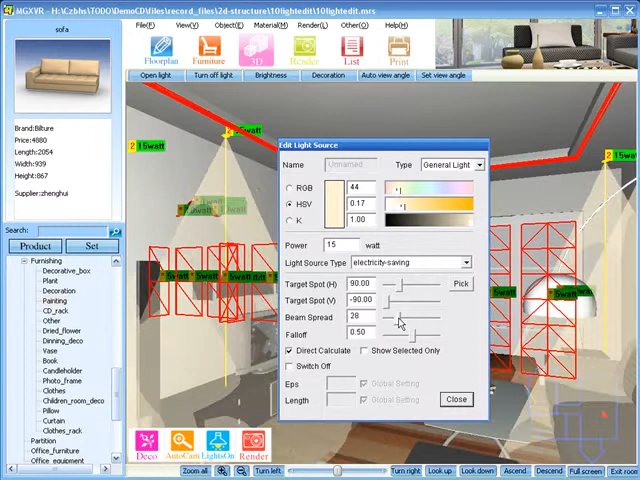 MGXVR - H:\Czbhs\TODO\DemoCD\files\record_files\2d-structure\10lightedit\10lightedit.mrs
sofa
File(F) View(V) Object(E) Material(M) Render(L) Other(O) Help(H)
Floorplan Furniture 3D Render List Print
Open light Turn off light Brightness Decoration Auto view angle Set view angle
Brand:Bilture
Price:4880
Length:2054
Width:939
Height:867
Supplier:zhenghui
Search:
Product Set
Furnishing
Decorative_box
Plant
Decoration
Painting
CD_rack
Other
Dried_flower
Dinning_deco
Vase
Book
Candleholder
Photo_frame
Clothes
Children_room_deco
Pillow
Curtain
Clothes_rack
Partition
Office_furniture
Office_equipment
2 15watt
2 15watt
2 15watt
Edit Light Source
Name Unnamed Type General Light
RGB 44
HSV 0.17
K 1.00
Power 15 watt
Light Source Type electricity-saving
Target Spot (H) 90.00 Pick
Target Spot (V) -90.00
Beam Spread 28
Falloff 0.50
Direct Calculate Show Selected Only
Switch Off
Eps Global Setting
Length Global Setting
Close
Deco AutoCam LightsOn Render
Zoom all Turn left Turn right Look up Look down Ascend Descend Full screen Exit room